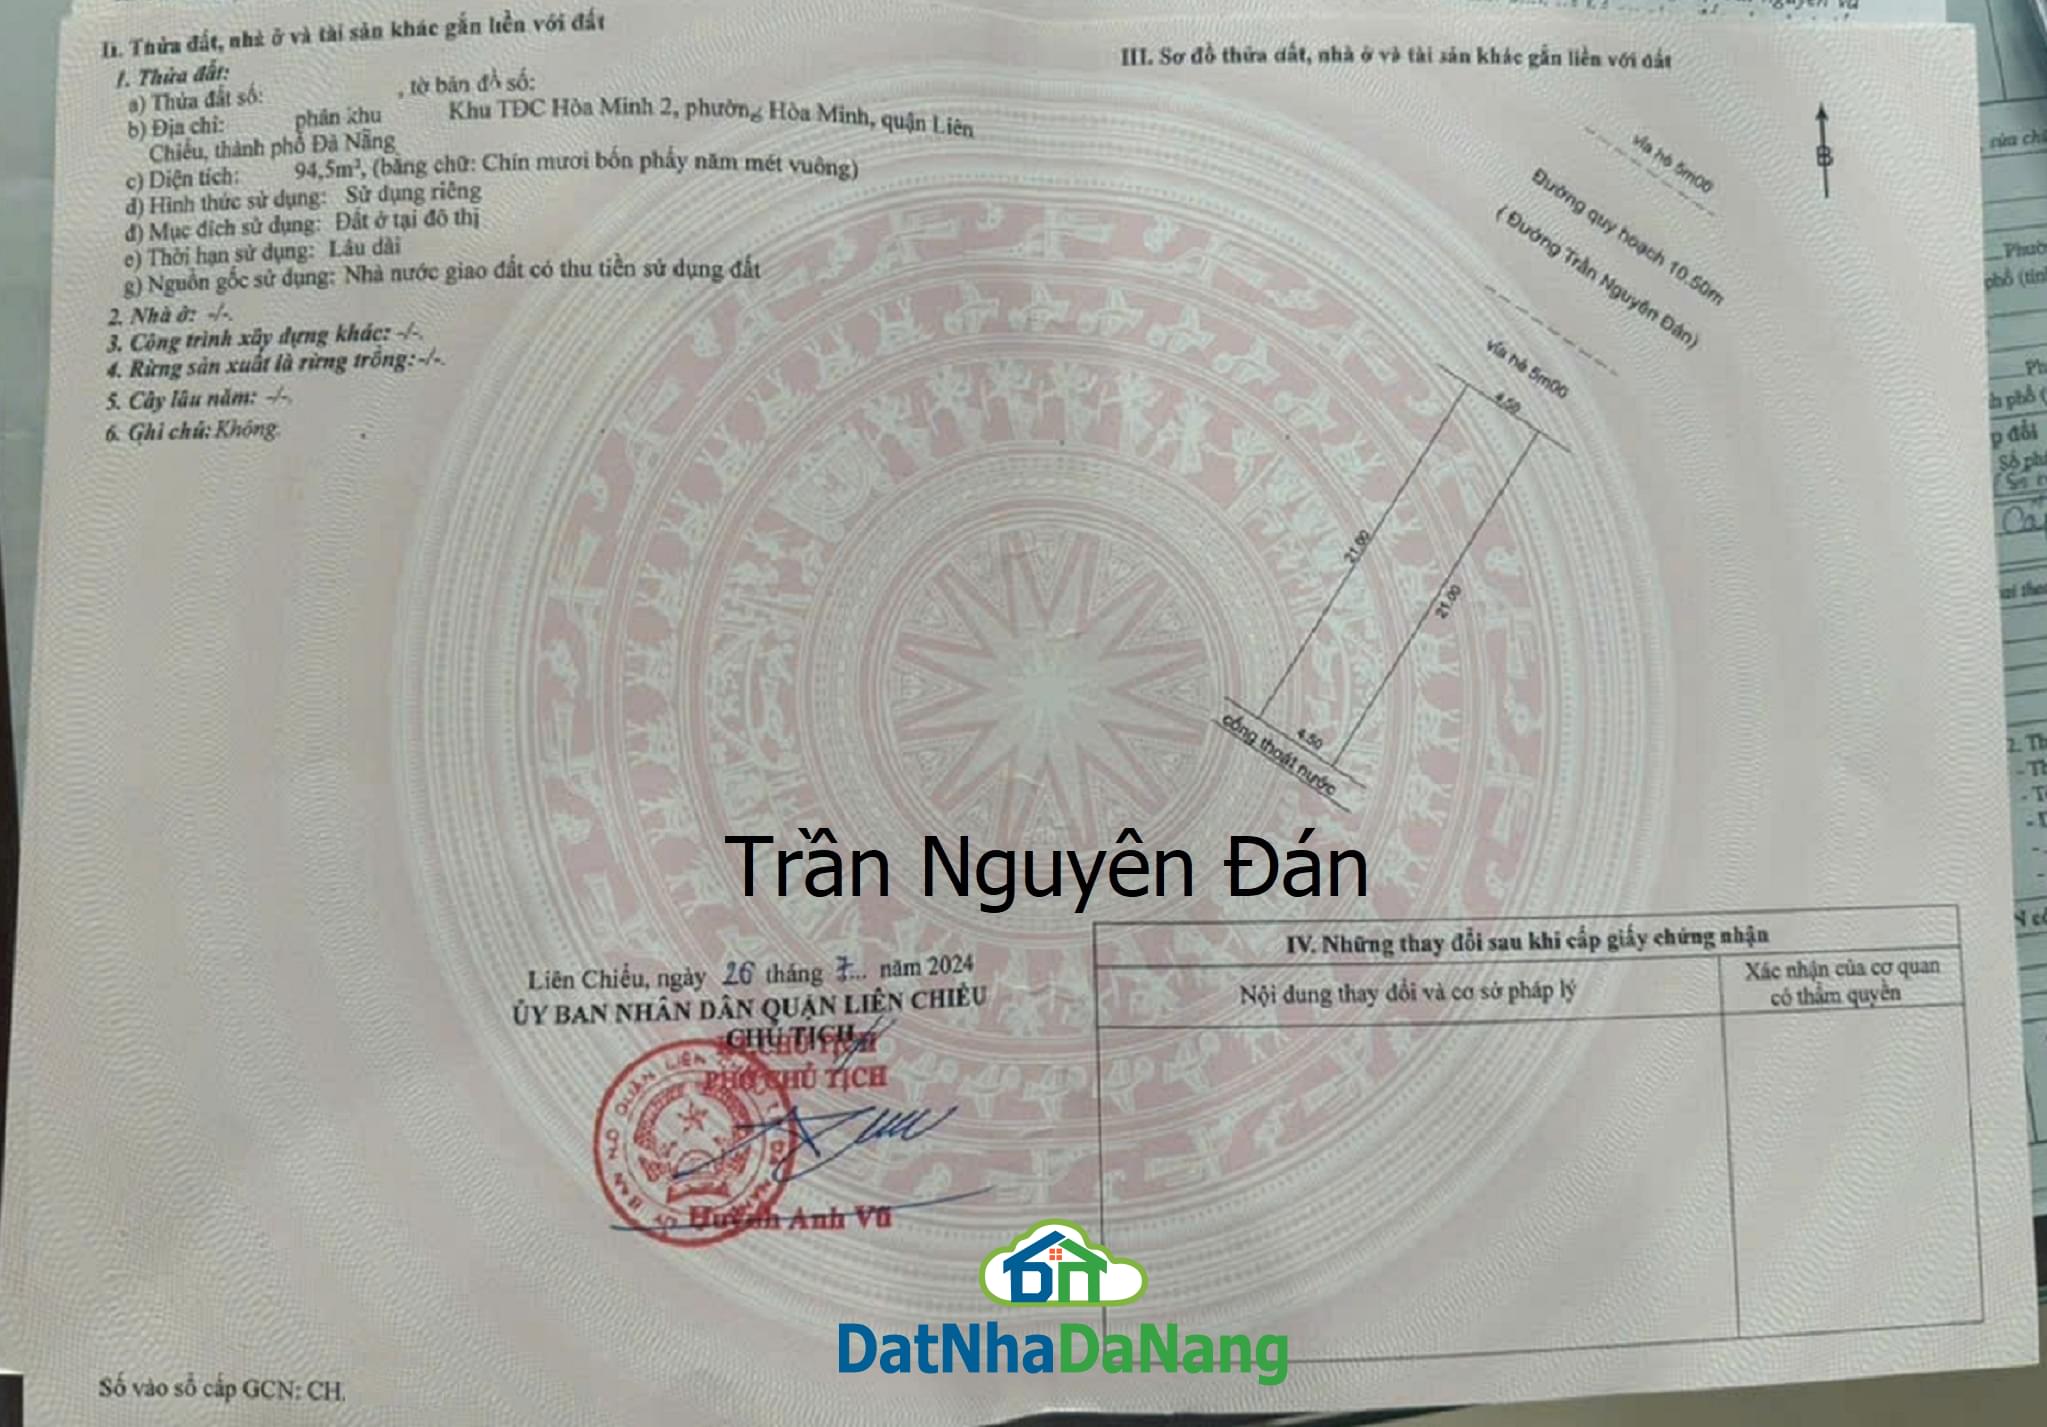 II. Thửa đất, nhà ở và tài sản khác gắn liền với đất
1. Thửa đất:
a) Thửa đất số: , tờ bản đồ số:
b) Địa chỉ: phân khu Khu TĐC Hòa Minh 2, phường Hòa Minh, quận Liên
Chiểu, thành phố Đà Nẵng
c) Diện tích: 94,5m², (bằng chữ: Chín mươi bốn phẩy năm mét vuông)
d) Hình thức sử dụng: Sử dụng riêng
đ) Mục đích sử dụng: Đất ở tại đô thị
e) Thời hạn sử dụng: Lâu dài
g) Nguồn gốc sử dụng: Nhà nước giao đất có thu tiền sử dụng đất
2. Nhà ở: -/-.
3. Công trình xây dựng khác: -/-.
4. Rừng sản xuất là rừng trồng: -/-.
5. Cây lâu năm: -/-.
6. Ghi chú: Không.
III. Sơ đồ thửa đất, nhà ở và tài sản khác gắn liền với đất
B
vỉa hè 5m00
Đường quy hoạch 10.50m
( Đường Trần Nguyên Đán)
vỉa hè 5m00
4.50
21.00
21.00
4.50
cống thoát nước
Trần Nguyên Đán
Liên Chiểu, ngày 26 tháng 7... năm 2024
ỦY BAN NHÂN DÂN QUẬN LIÊN CHIỂU
CHỦ TỊCH
PHÓ CHỦ TỊCH
Huỳnh Anh Vũ
IV. Những thay đổi sau khi cấp giấy chứng nhận
Nội dung thay đổi và cơ sở pháp lý
Xác nhận của cơ quan
có thẩm quyền
DN
DatNhaDaNang
Số vào sổ cấp GCN: CH.